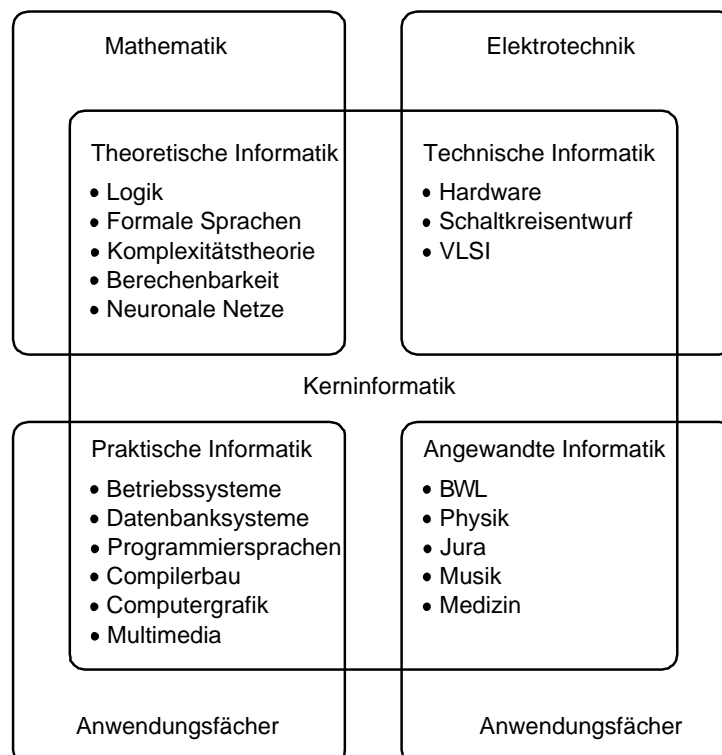 Mathematik
Elektrotechnik
Theoretische Informatik
• Logik
• Formale Sprachen
• Komplexitätstheorie
• Berechenbarkeit
• Neuronale Netze
Technische Informatik
• Hardware
• Schaltkreisentwurf
• VLSI
Kerninformatik
Praktische Informatik
• Betriebssysteme
• Datenbanksysteme
• Programmiersprachen
• Compilerbau
• Computergrafik
• Multimedia
Angewandte Informatik
• BWL
• Physik
• Jura
• Musik
• Medizin
Anwendungsfächer
Anwendungsfächer